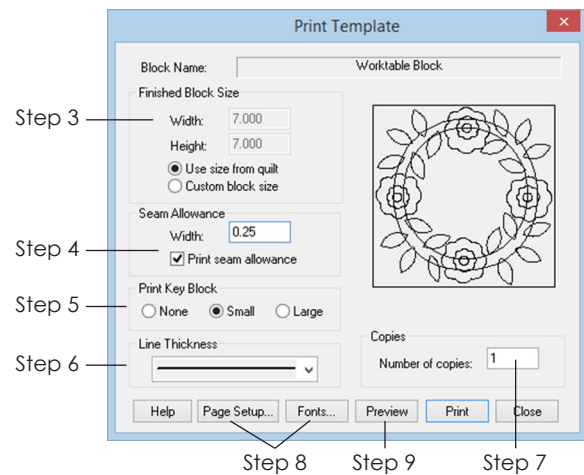 Print Template
Block Name: Worktable Block
Finished Block Size
Step 3
Width: 7.000
Height: 7.000
Use size from quilt
Custom block size
Seam Allowance
Width: 0.25
Step 4
Print seam allowance
Print Key Block
Step 5
None Small Large
Line Thickness
Step 6
Copies
Number of copies: 1
Help Page Setup... Fonts... Preview Print Close
Step 8 Step 9 Step 7